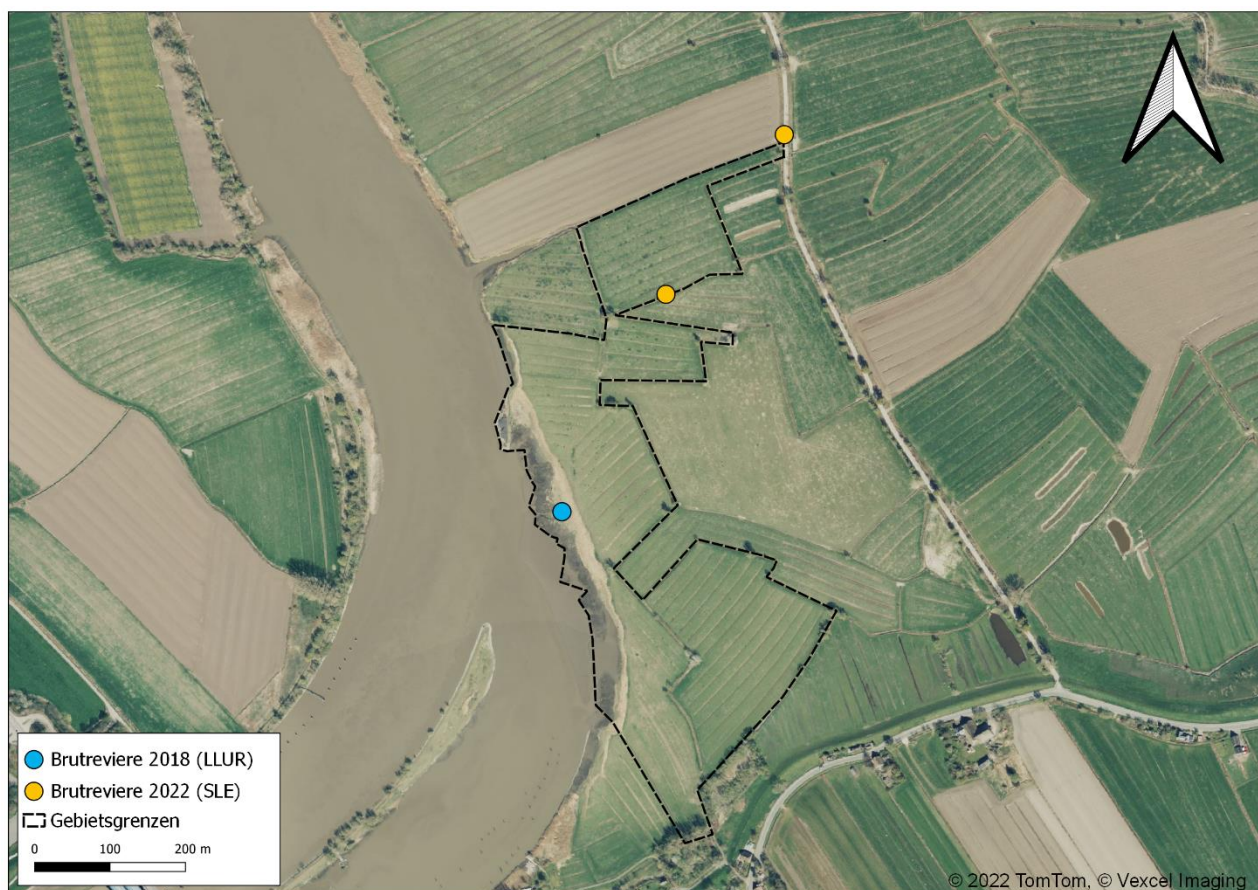 Brutreviere 2018 (LLUR)
Brutreviere 2022 (SLE)
Gebietsgrenzen
0 100 200 m
© 2022 TomTom, © Vexcel Imaging